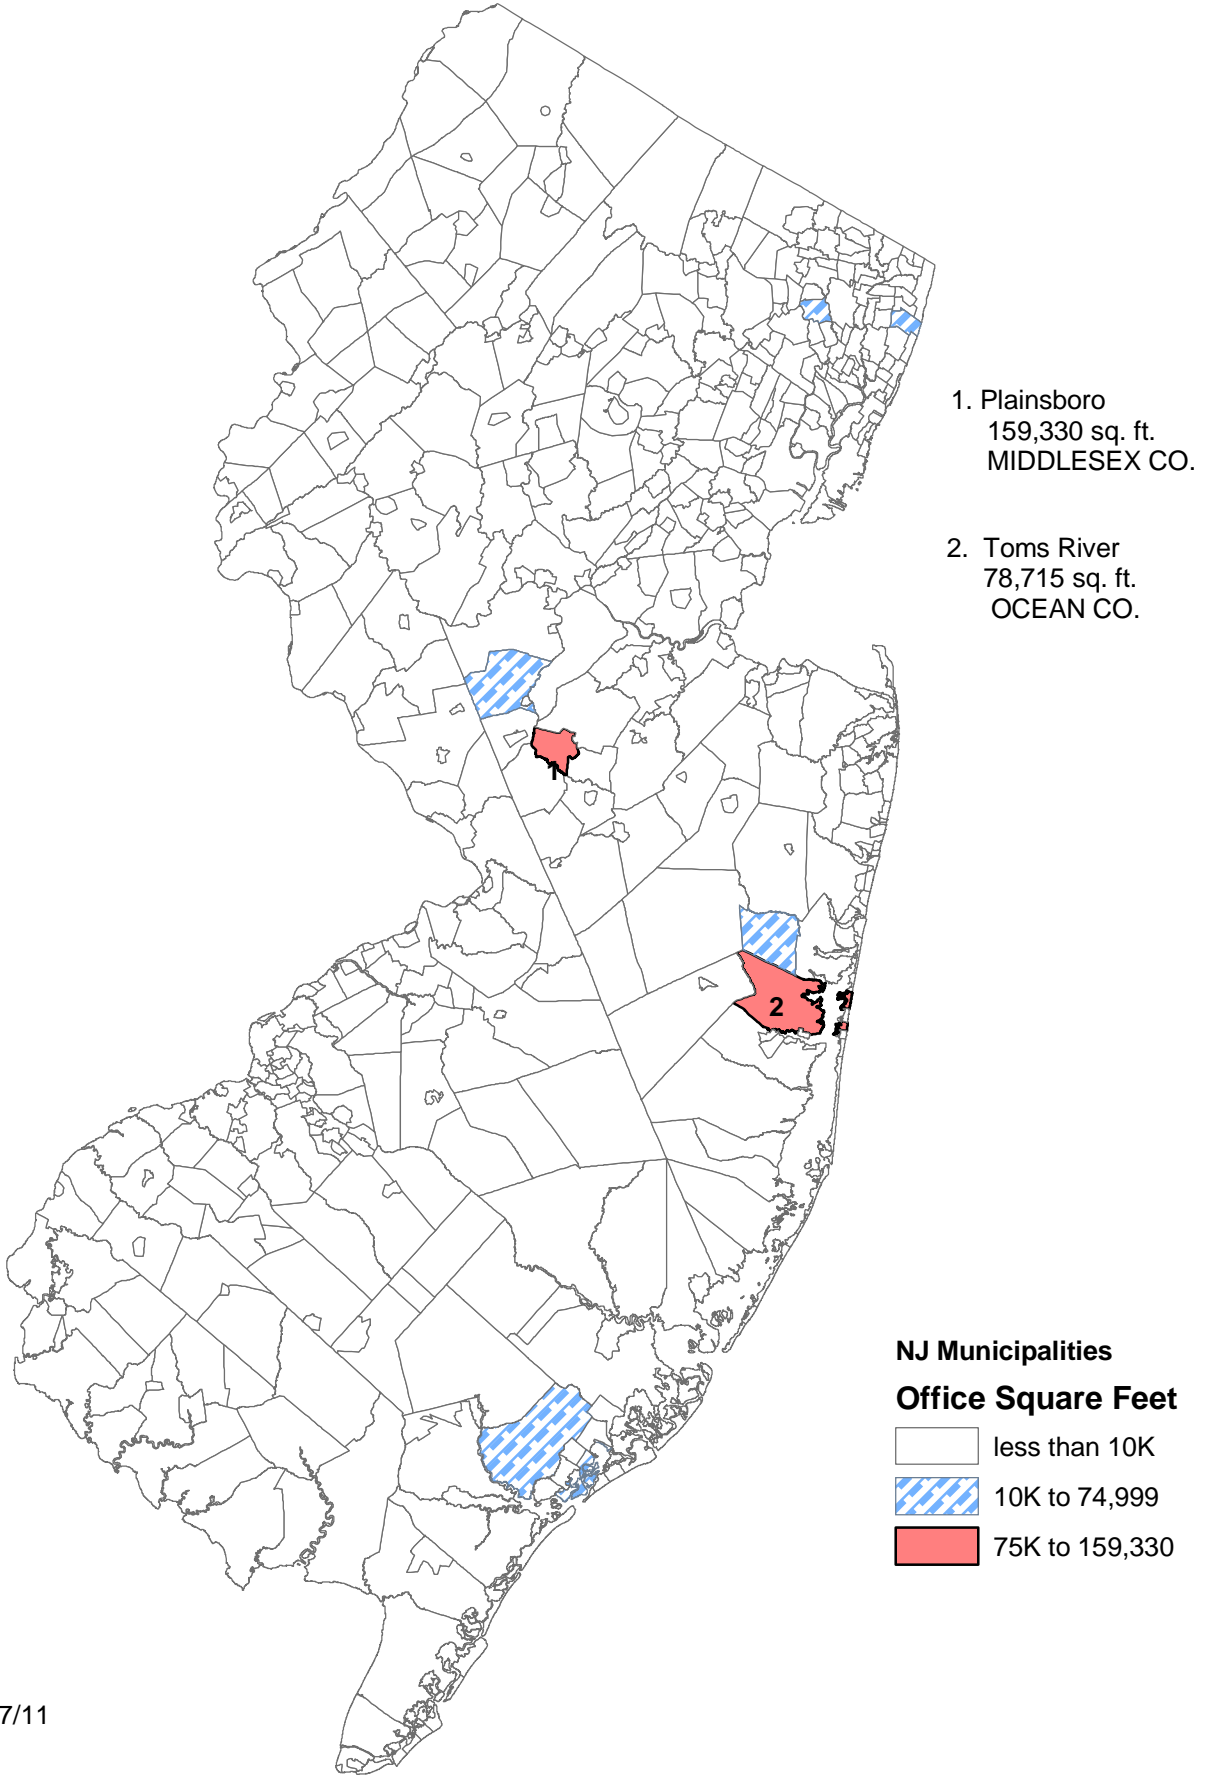 1. Plainsboro
159,330 sq. ft.
MIDDLESEX CO.
2. Toms River
78,715 sq. ft.
OCEAN CO.
1
2
NJ Municipalities
Office Square Feet
less than 10K
10K to 74,999
75K to 159,330
7/11